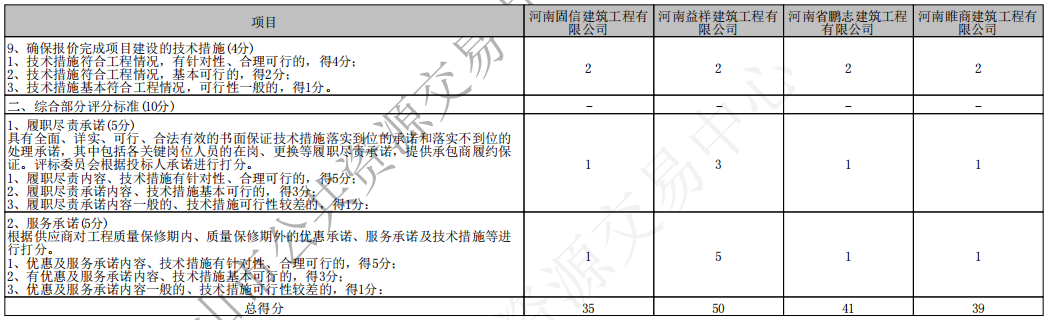 项目 河南固信建筑工程有限公司 河南益祥建筑工程有限公司 河南省鹏志建筑工程有限公司 河南睢商建筑工程有限公司
9、确保报价完成项目建设的技术措施(4分)
1、技术措施符合工程情况，有针对性、合理可行的，得4分；
2、技术措施符合工程情况，基本可行的，得2分；
3、技术措施基本符合工程情况，可行性一般的，得1分。
2 2 2 2
二、综合部分评分标准(10分) – – – –
1、履职尽责承诺(5分)
具有全面、详实、可行、合法有效的书面保证技术措施落实到位的承诺和落实不到位的
处理承诺，其中包括各关键岗位人员的在岗、更换等履职尽责承诺，提供承包商履约保
证。评标委员会根据投标人承诺进行打分。
1、履职尽责内容、技术措施有针对性、合理可行的，得5分；
2、履职尽责承诺内容、技术措施基本可行的，得3分；
3、履职尽责承诺内容一般的、技术措施可行性较差的，得1分：
1 3 1 1
2、服务承诺(5分)
根据供应商对工程质量保修期内、质量保修期外的优惠承诺、服务承诺及技术措施等进
行打分。
1、优惠及服务承诺内容、技术措施有针对性、合理可行的，得5分；
2、有优惠及服务承诺内容、技术措施基本可行的，得3分；
3、优惠及服务承诺内容一般的、技术措施可行性较差的，得1分：
1 5 1 1
总得分 35 50 41 39
山市公共资源交易中
资源交易中心